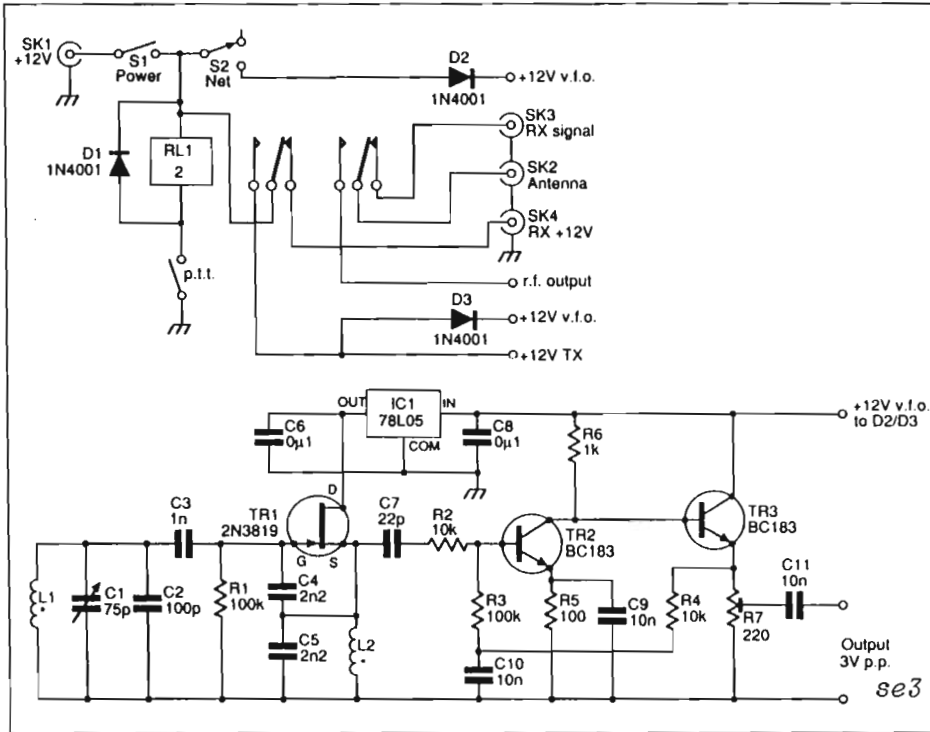 SK1
+12V
S1
Power
S2
Net
D2
1N4001
+12V v.f.o.
SK3
RX signal
D1
1N4001
RL1
2
SK2
Antenna
SK4
RX +12V
p.t.t.
r.f. output
D3
1N4001
+12V v.f.o.
+12V TX
OUT
IC1
78L05
IN
COM
C6
0µ1
C8
0µ1
R6
1k
+12V v.f.o.
to D2/D3
D
TR1
2N3819
G
S
C3
1n
C7
22p
R2
10k
TR2
BC183
TR3
BC183
L1
*
C1
75p
C2
100p
R1
100k
C4
2n2
C5
2n2
L2
*
R3
100k
C10
10n
R5
100
C9
10n
R4
10k
R7
220
C11
10n
Output
3V p.p.
se3